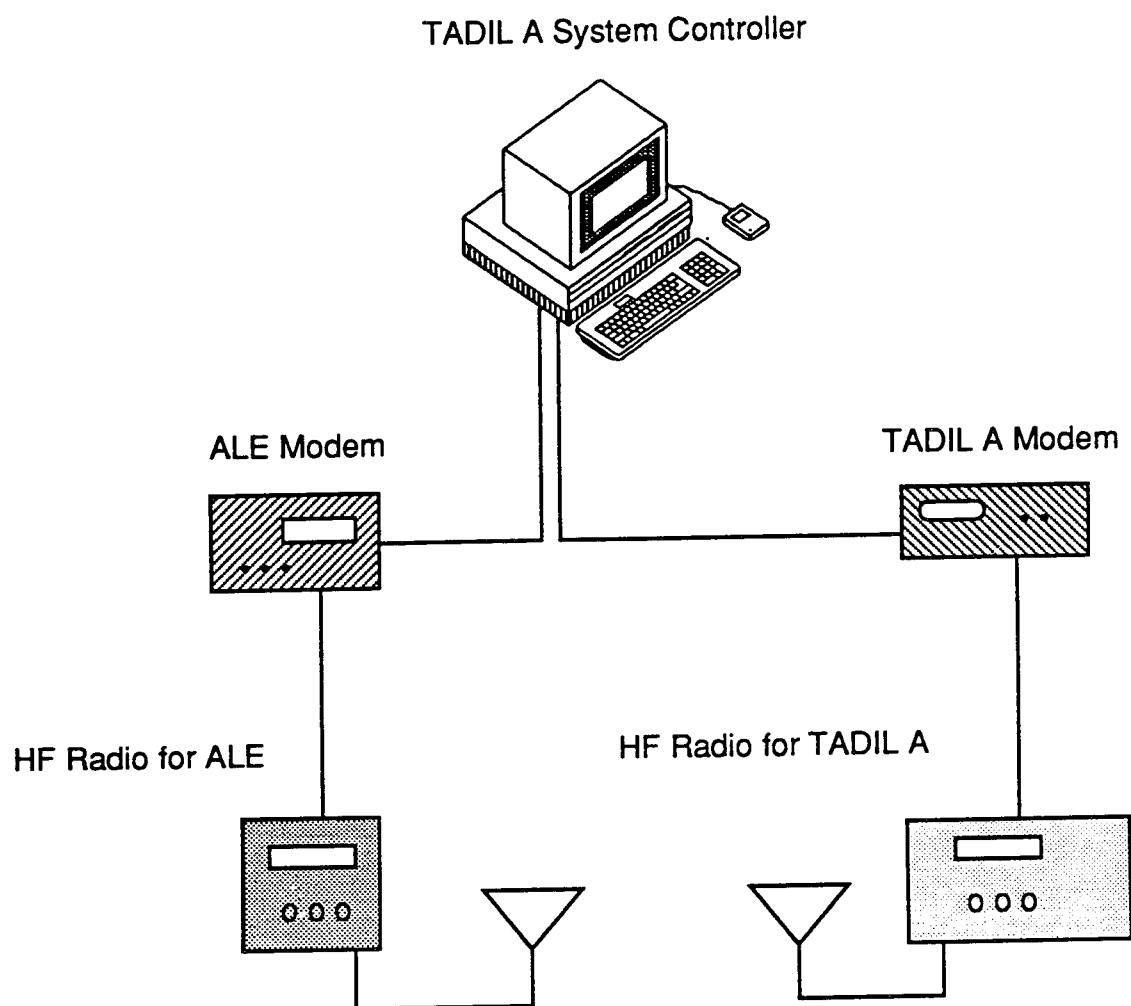 TADIL A System Controller
ALE Modem
TADIL A Modem
HF Radio for ALE
HF Radio for TADIL A